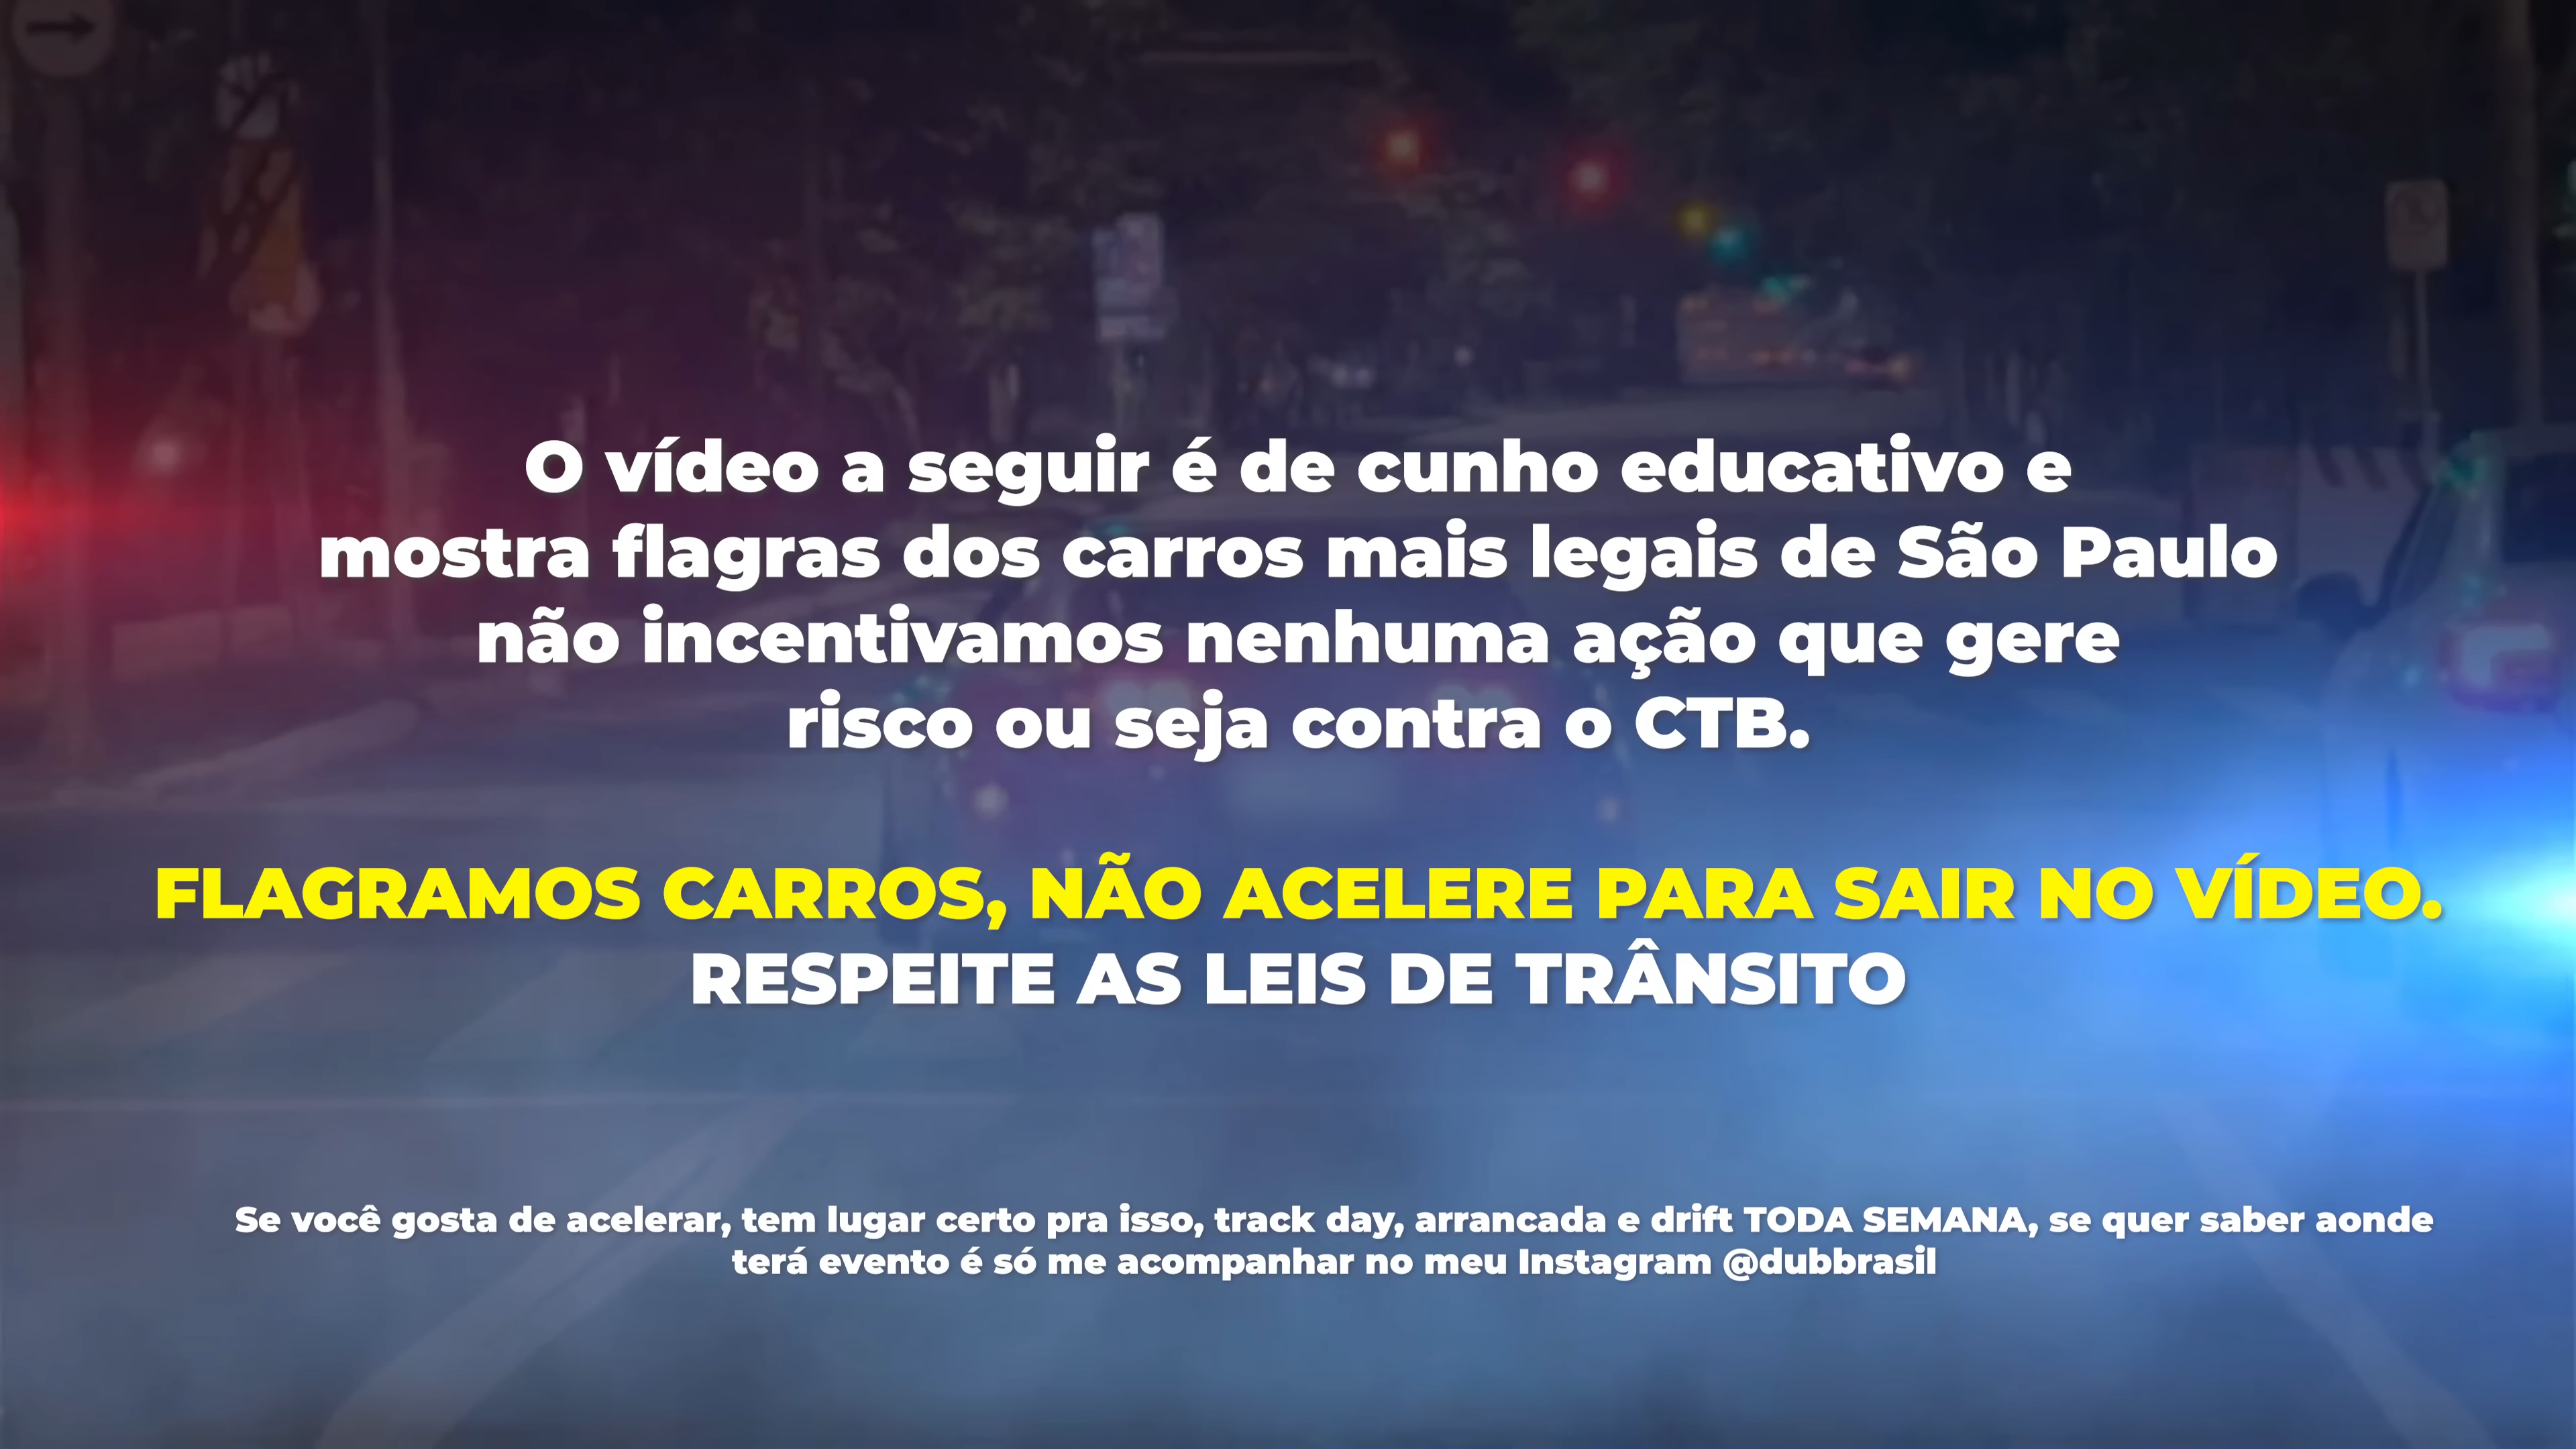 O vídeo a seguir é de cunho educativo e
mostra flagras dos carros mais legais de São Paulo
não incentivamos nenhuma ação que gere
risco ou seja contra o CTB.
FLAGRAMOS CARROS, NÃO ACELERE PARA SAIR NO VÍDEO.
RESPEITE AS LEIS DE TRÂNSITO
Se você gosta de acelerar, tem lugar certo pra isso, track day, arrancada e drift TODA SEMANA, se quer saber aonde
terá evento é só me acompanhar no meu Instagram @dubbrasil